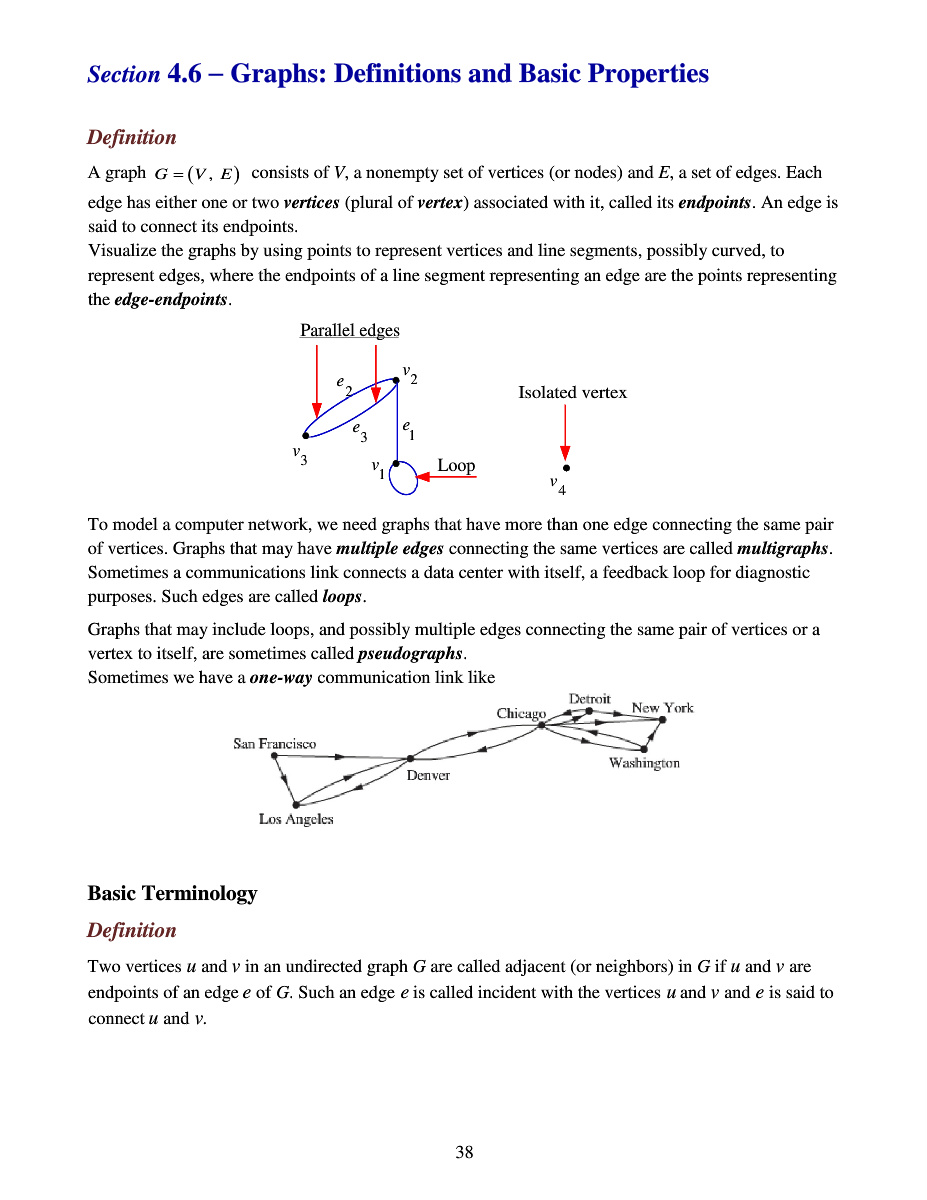 Section 4.6 – Graphs: Definitions and Basic Properties
Definition
A graph G = (V, E) consists of V, a nonempty set of vertices (or nodes) and E, a set of edges. Each
edge has either one or two vertices (plural of vertex) associated with it, called its endpoints. An edge is
said to connect its endpoints.
Visualize the graphs by using points to represent vertices and line segments, possibly curved, to
represent edges, where the endpoints of a line segment representing an edge are the points representing
the edge-endpoints.
Parallel edges
e2
v2
Isolated vertex
e3
e1
v3
v1
Loop
v4
To model a computer network, we need graphs that have more than one edge connecting the same pair
of vertices. Graphs that may have multiple edges connecting the same vertices are called multigraphs.
Sometimes a communications link connects a data center with itself, a feedback loop for diagnostic
purposes. Such edges are called loops.
Graphs that may include loops, and possibly multiple edges connecting the same pair of vertices or a
vertex to itself, are sometimes called pseudographs.
Sometimes we have a one-way communication link like
Detroit
New York
Chicago
San Francisco
Washington
Denver
Los Angeles
Basic Terminology
Definition
Two vertices u and v in an undirected graph G are called adjacent (or neighbors) in G if u and v are
endpoints of an edge e of G. Such an edge e is called incident with the vertices u and v and e is said to
connect u and v.
38